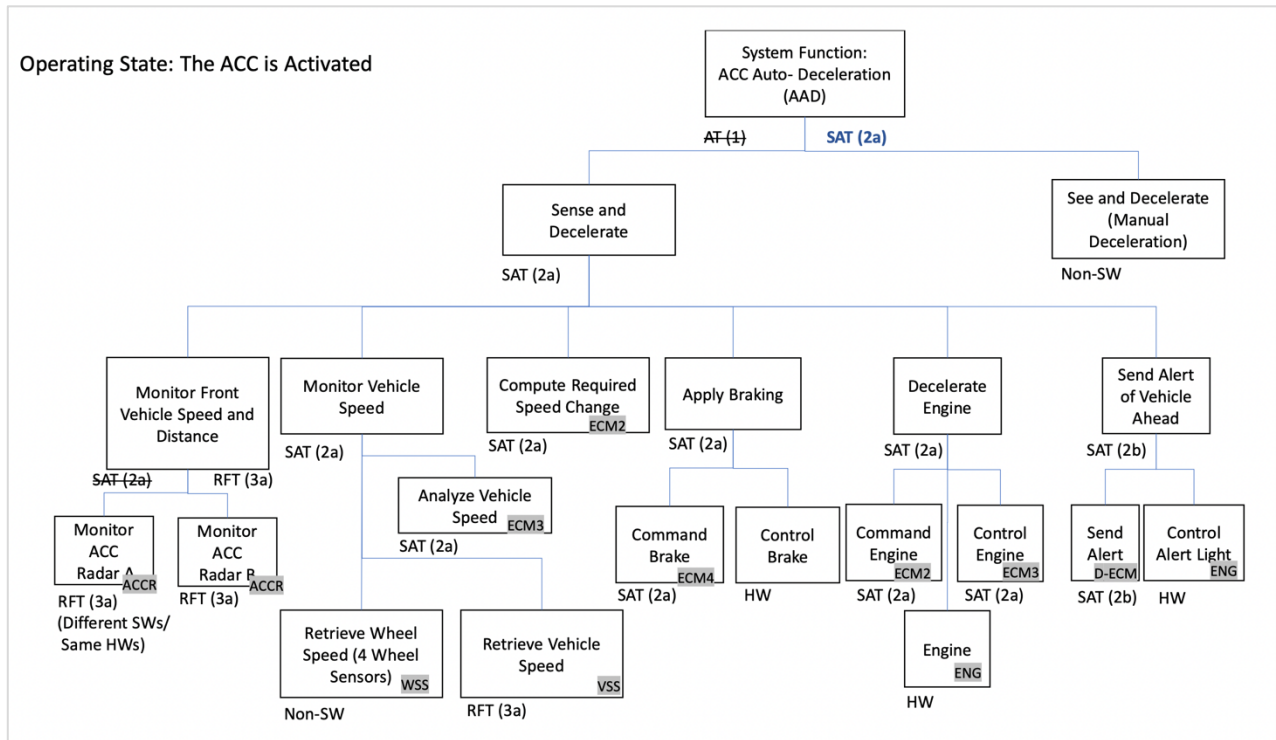 Operating State: The ACC is Activated
System Function:
ACC Auto- Deceleration
(AAD)
AT (1)
SAT (2a)
Sense and
Decelerate
SAT (2a)
See and Decelerate
(Manual
Deceleration)
Non-SW
Monitor Front
Vehicle Speed and
Distance
SAT (2a)
RFT (3a)
Monitor Vehicle
Speed
SAT (2a)
Compute Required
Speed Change
ECM2
SAT (2a)
Apply Braking
SAT (2a)
Decelerate
Engine
SAT (2a)
Send Alert
of Vehicle
Ahead
SAT (2b)
Monitor
ACC
Radar A
ACCR
RFT (3a)
(Different SWs/
Same HWs)
Monitor
ACC
Radar B
ACCR
RFT (3a)
Analyze Vehicle
Speed
ECM3
SAT (2a)
Command
Brake
ECM4
SAT (2a)
Control
Brake
HW
Command
Engine
ECM2
SAT (2a)
Control
Engine
ECM3
SAT (2a)
Send
Alert
D-ECM
SAT (2b)
Control
Alert Light
ENG
HW
Retrieve Wheel
Speed (4 Wheel
Sensors)
WSS
Non-SW
Retrieve Vehicle
Speed
VSS
RFT (3a)
Engine
ENG
HW